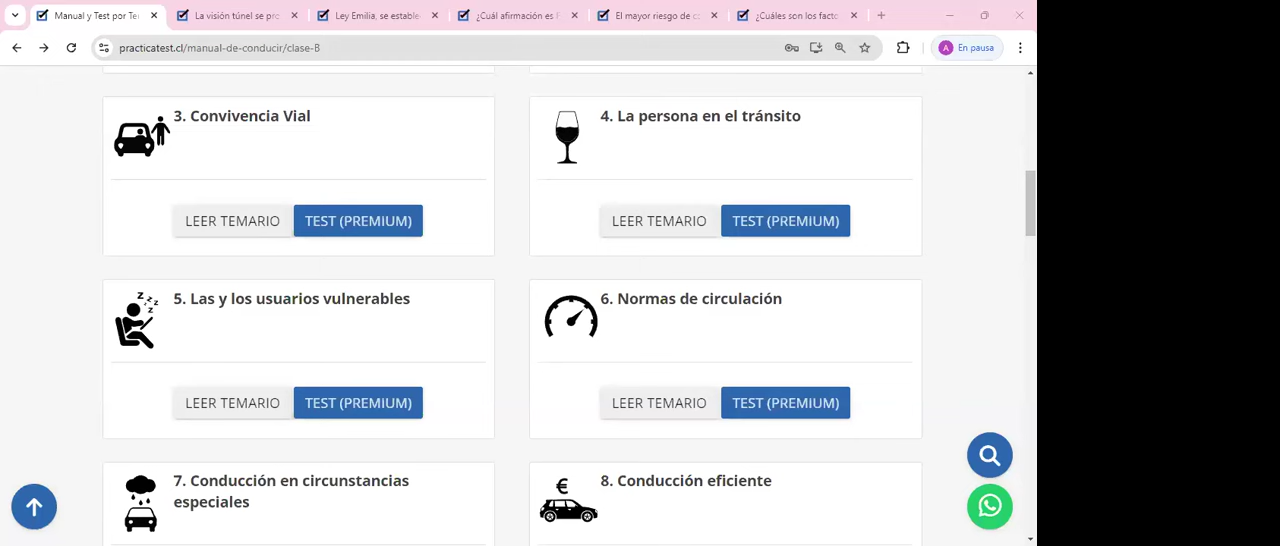 Manual y Test por Te
La visión túnel se pro
Ley Emilia, se estable
¿Cuál afirmación es
El mayor riesgo de c
¿Cuáles son los facto
practicatest.cl/manual-de-conducir/clase-B
A En pausa
3. Convivencia Vial
4. La persona en el tránsito
LEER TEMARIO TEST (PREMIUM)
LEER TEMARIO TEST (PREMIUM)
5. Las y los usuarios vulnerables
6. Normas de circulación
LEER TEMARIO TEST (PREMIUM)
LEER TEMARIO TEST (PREMIUM)
7. Conducción en circunstancias
especiales
8. Conducción eficiente